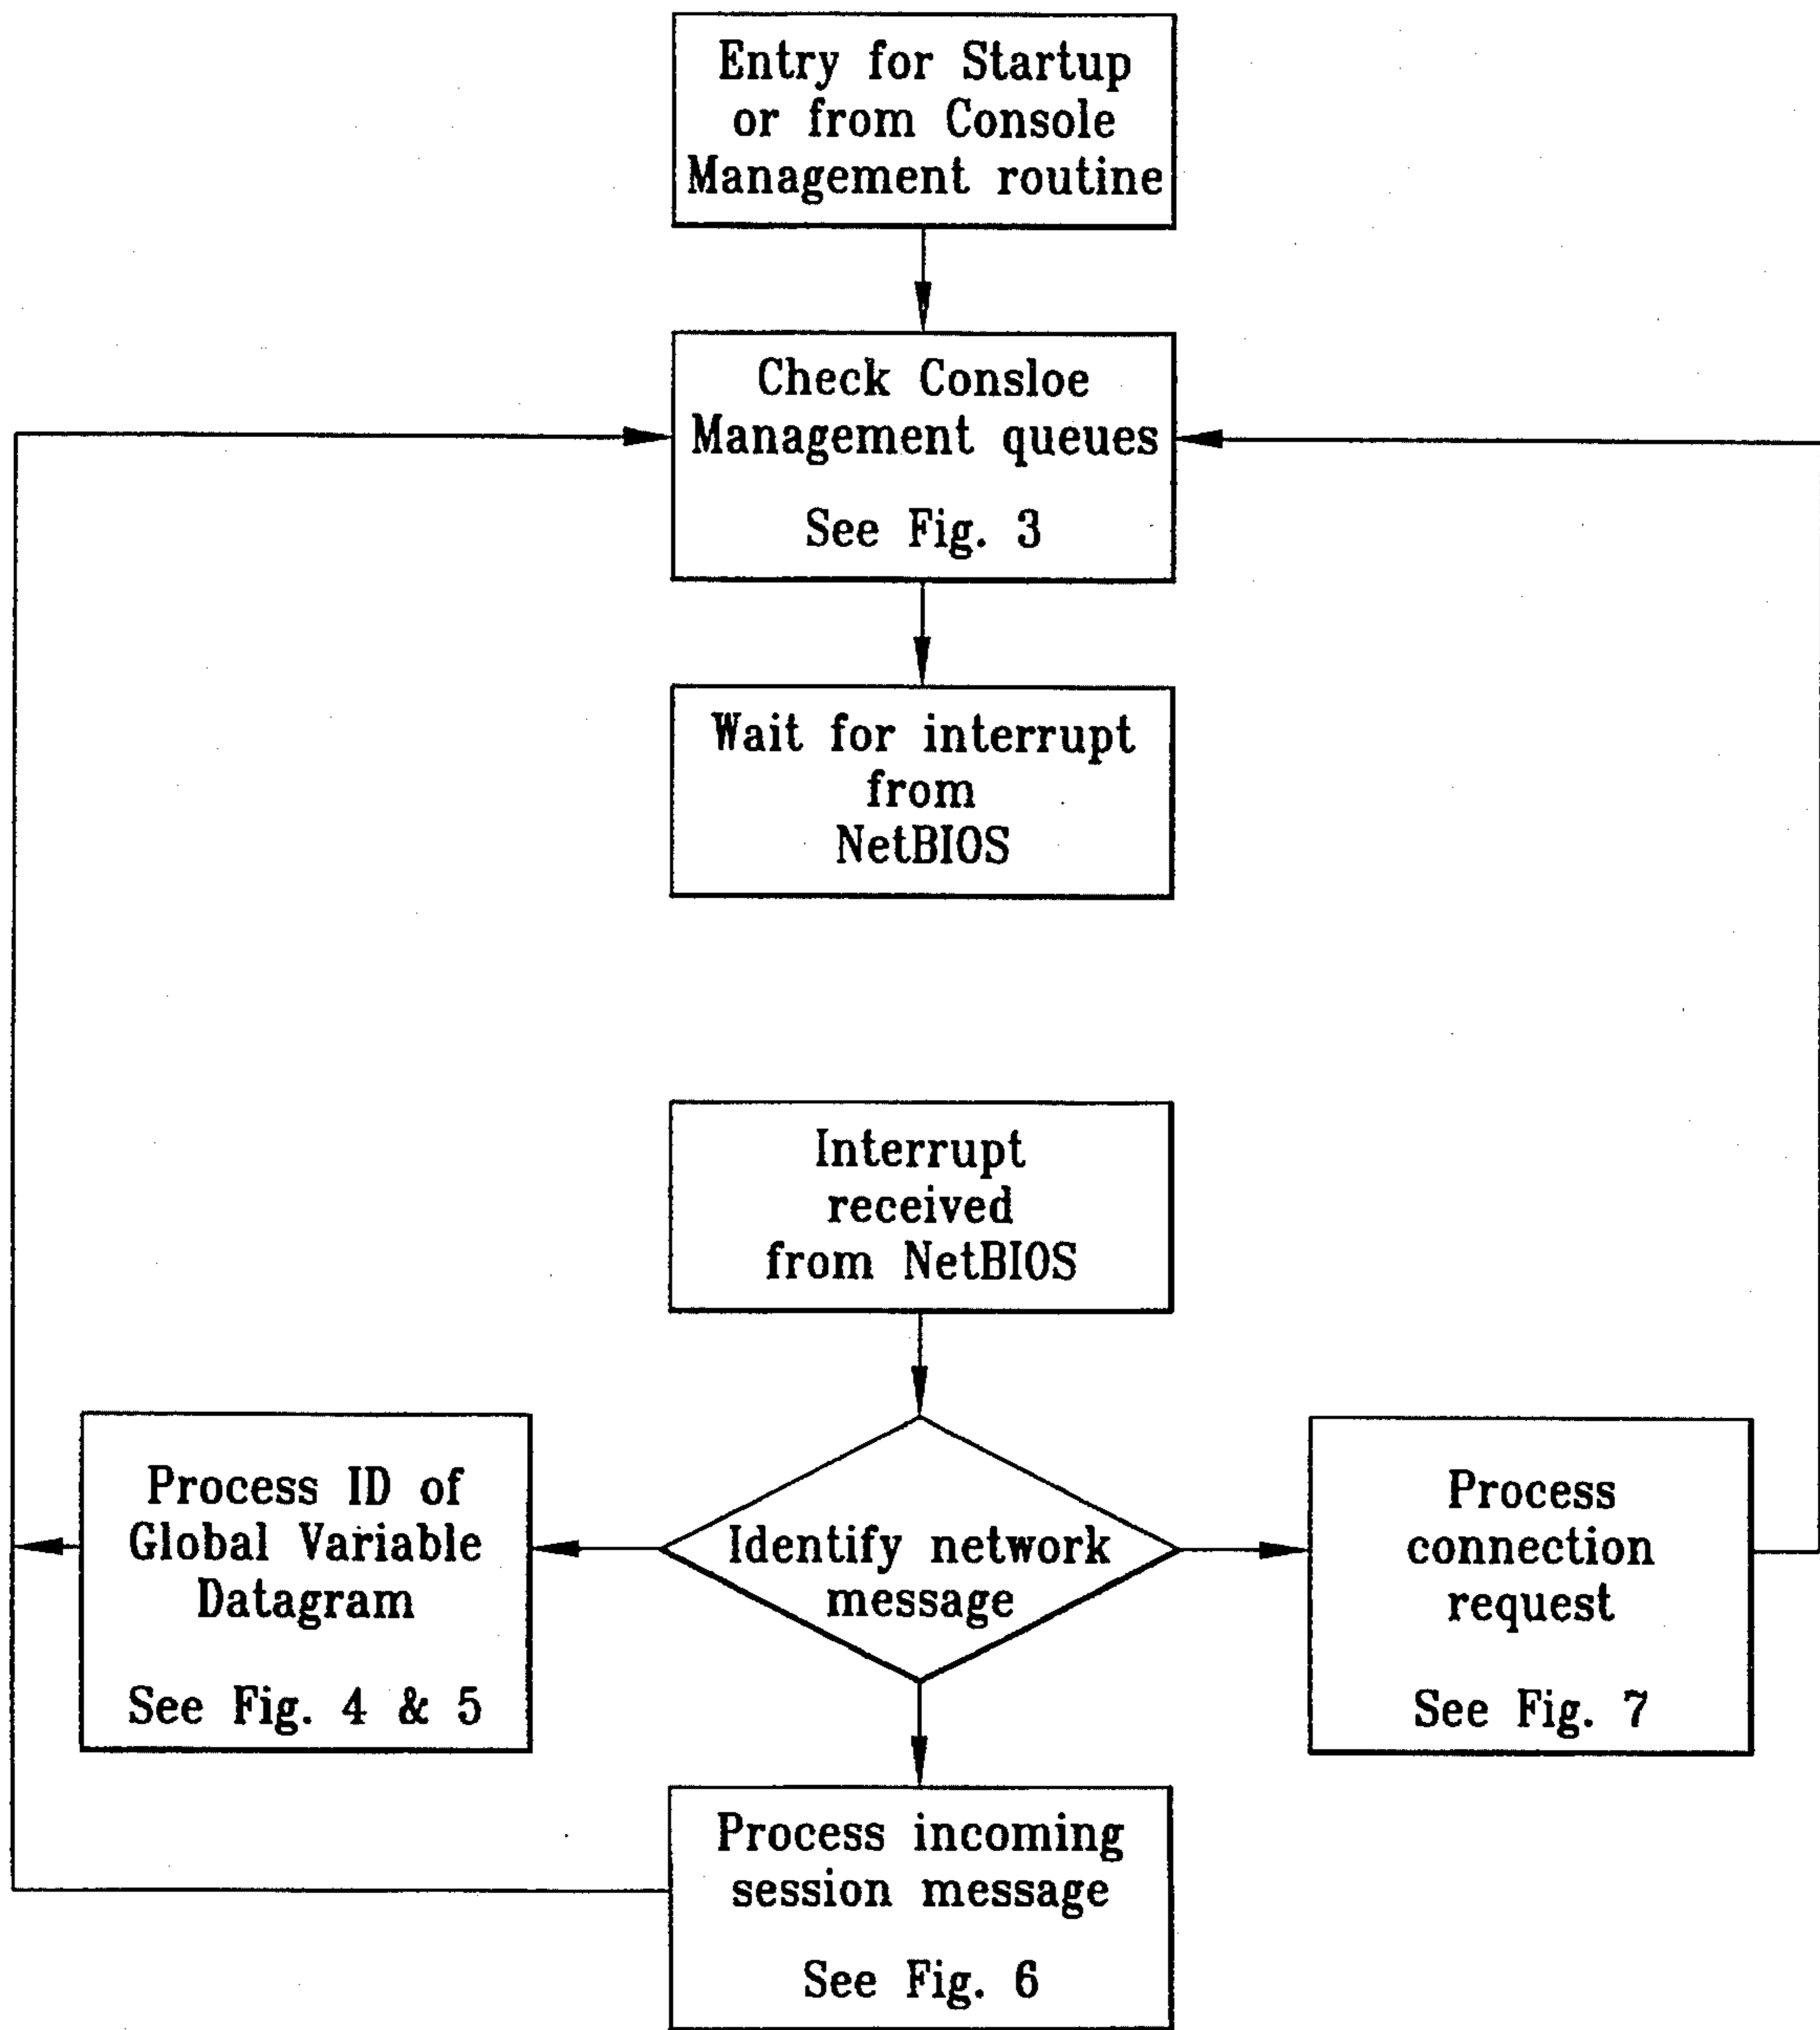 Entry for Startup
or from Console
Management routine
Check Consloe
Management queues
See Fig. 3
Wait for interrupt
from
NetBIOS
Interrupt
received
from NetBIOS
Process ID of
Global Variable
Datagram
See Fig. 4 & 5
Identify network
message
Process
connection
request
See Fig. 7
Process incoming
session message
See Fig. 6